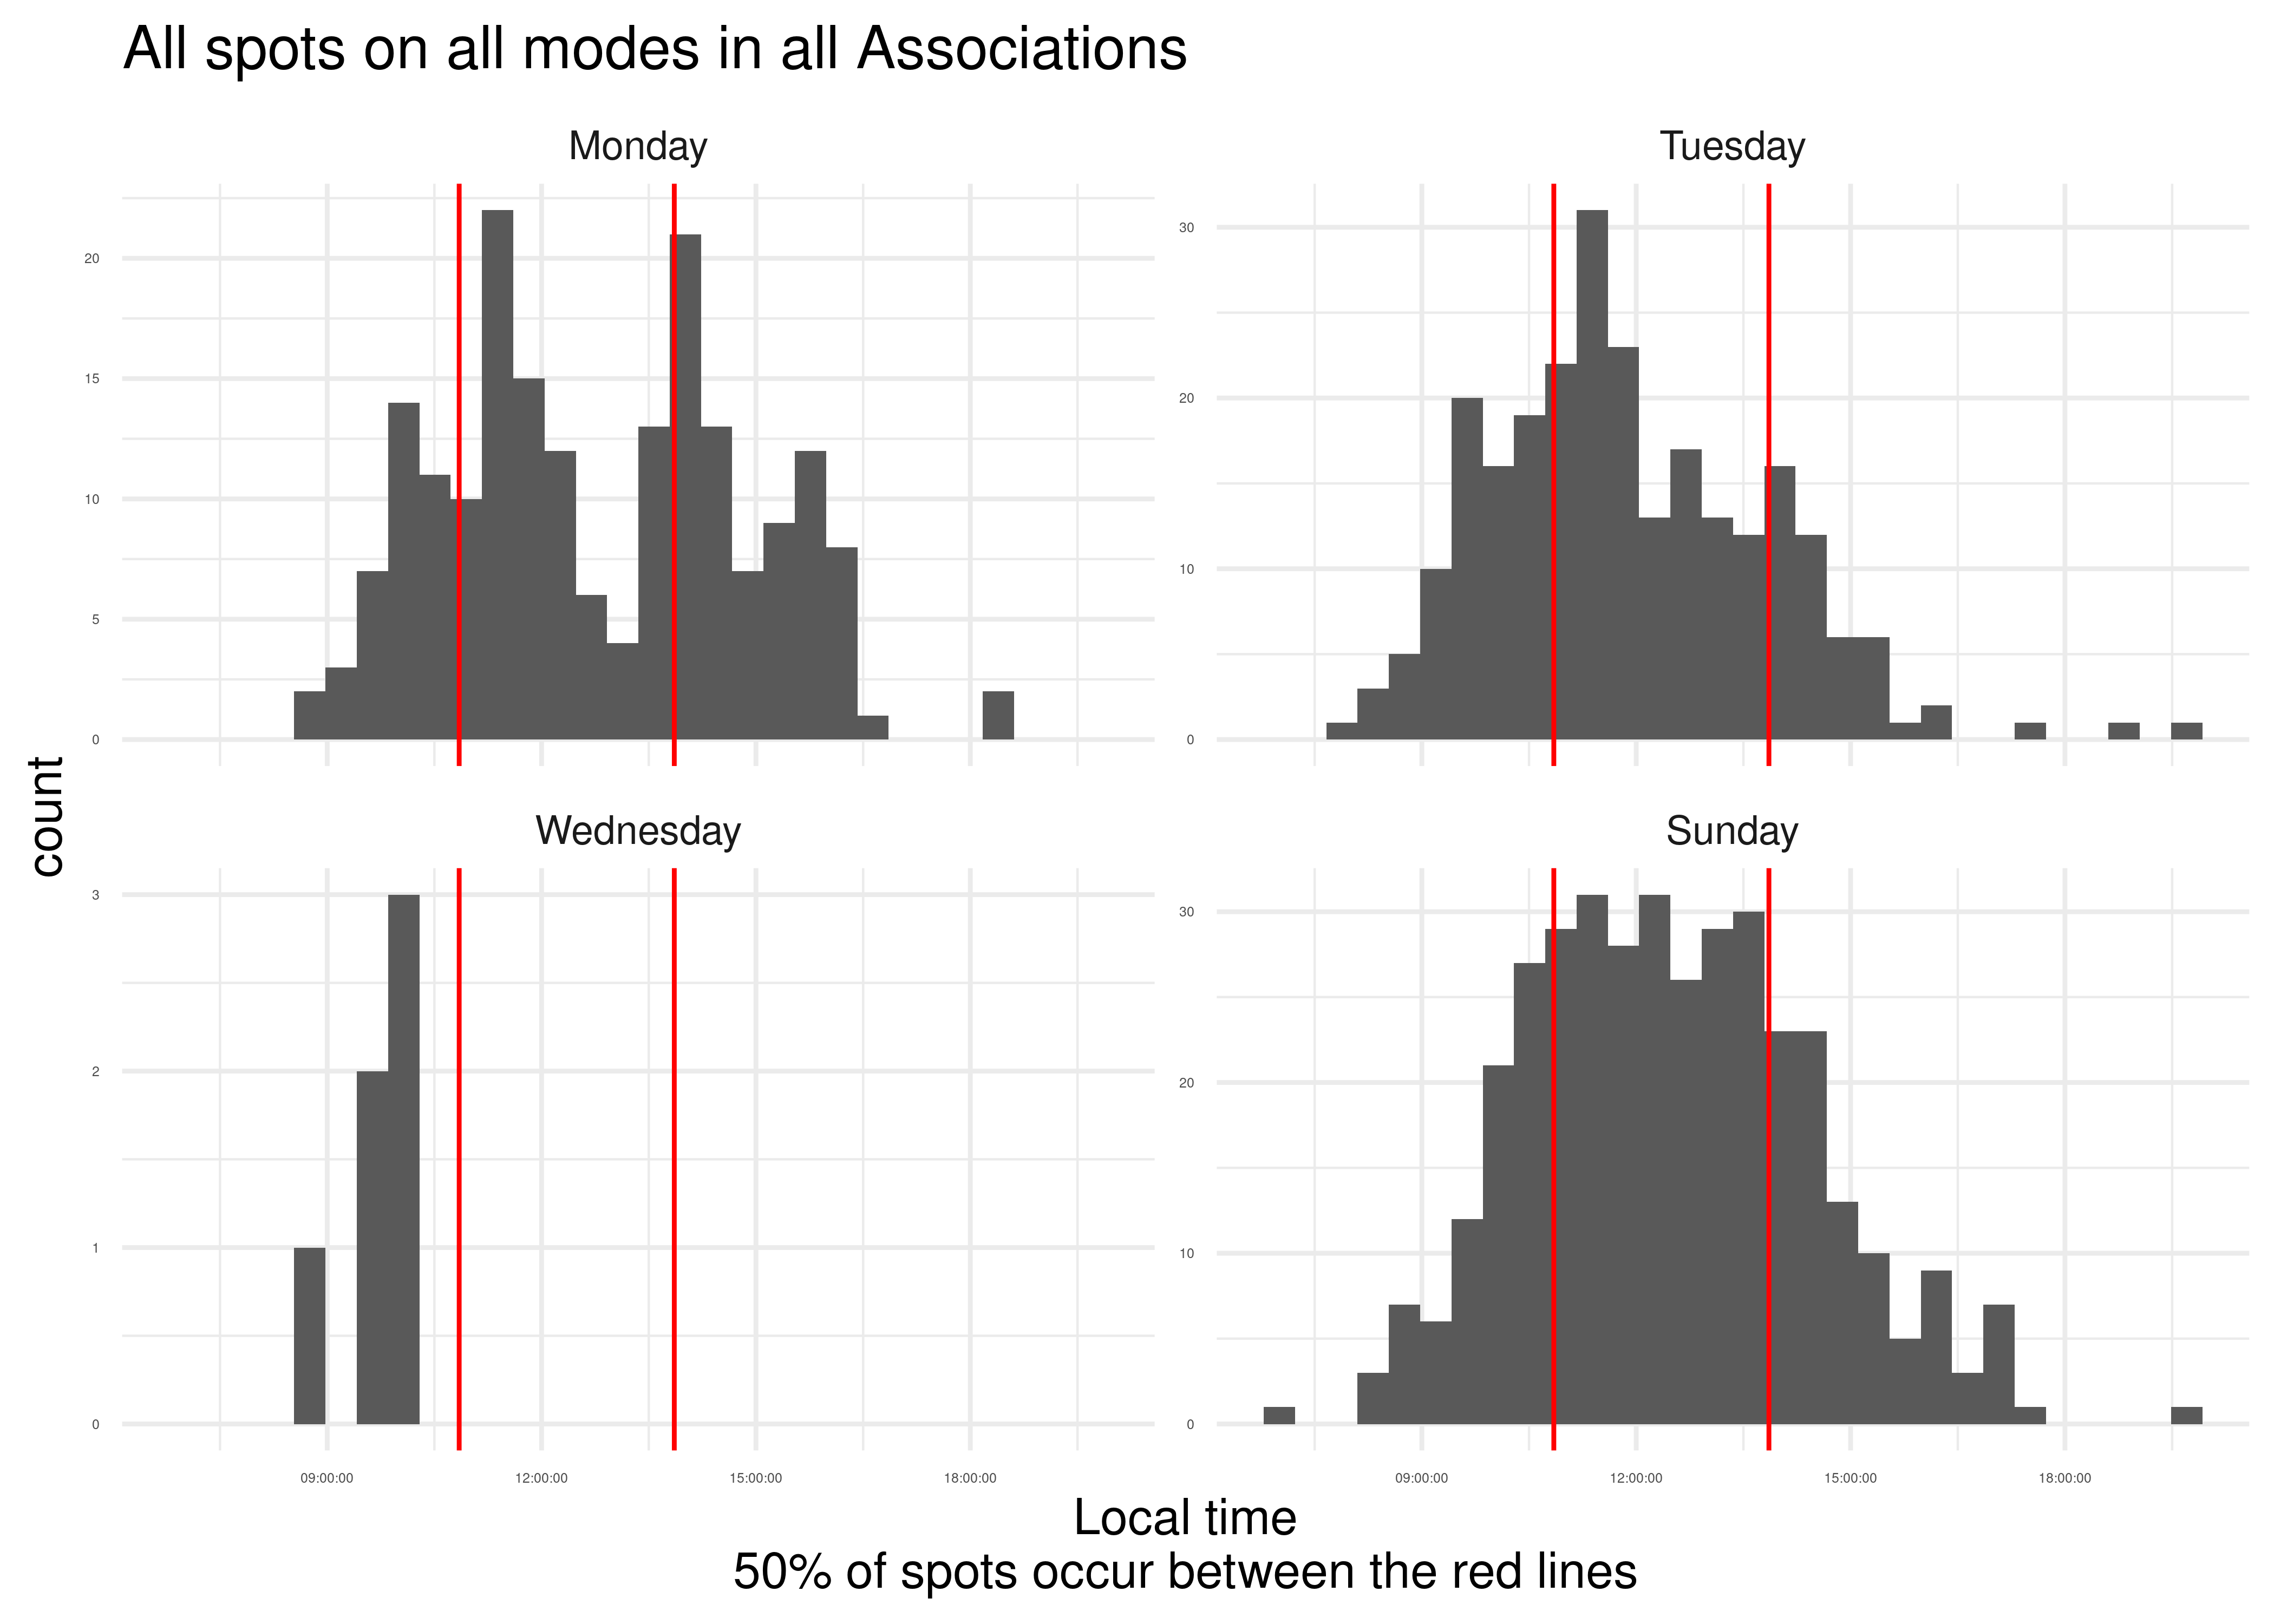 All spots on all modes in all Associations
Monday
Tuesday
20
15
10
5
0
30
20
10
0
count
Wednesday
Sunday
3
2
1
0
30
20
10
0
09:00:00 12:00:00 15:00:00 18:00:00
09:00:00 12:00:00 15:00:00 18:00:00
Local time
50% of spots occur between the red lines